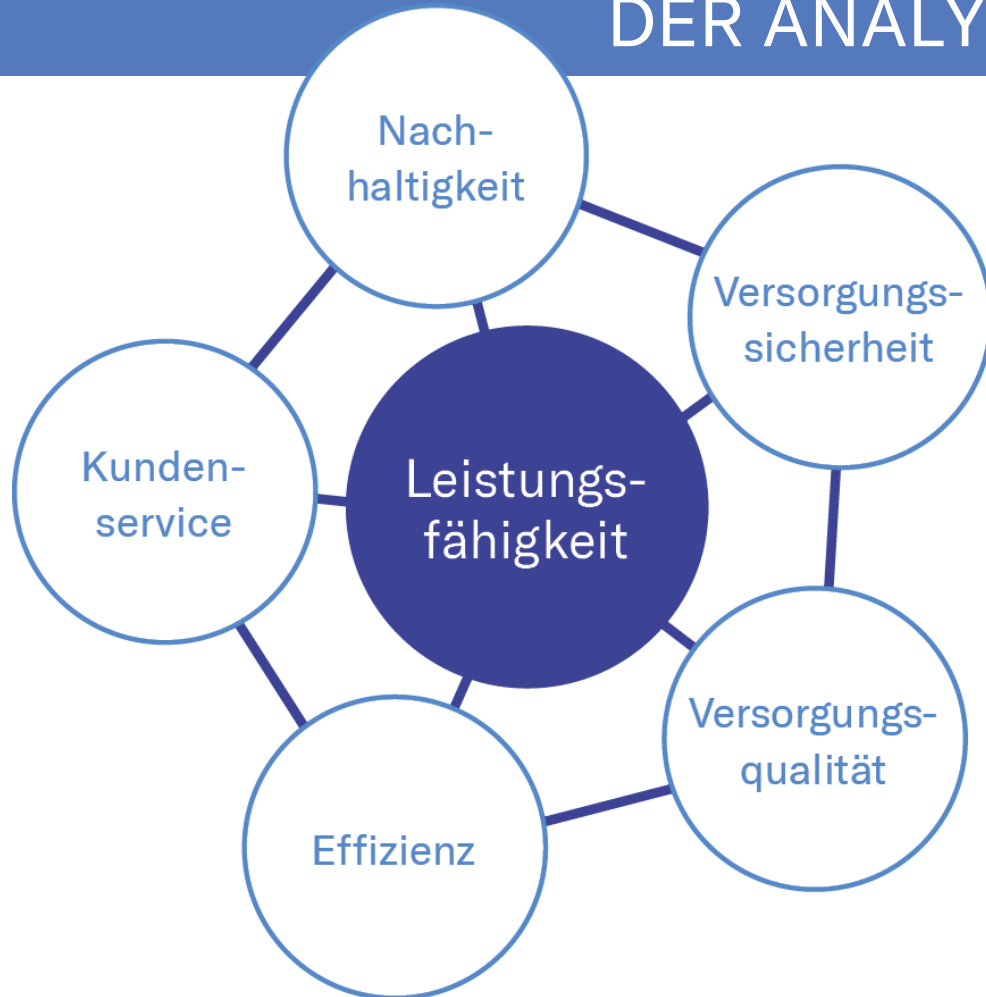 DER ANALY
Nach-
haltigkeit
Versorgungs-
sicherheit
Kunden-
service
Leistungs-
fähigkeit
Versorgungs-
qualität
Effizienz